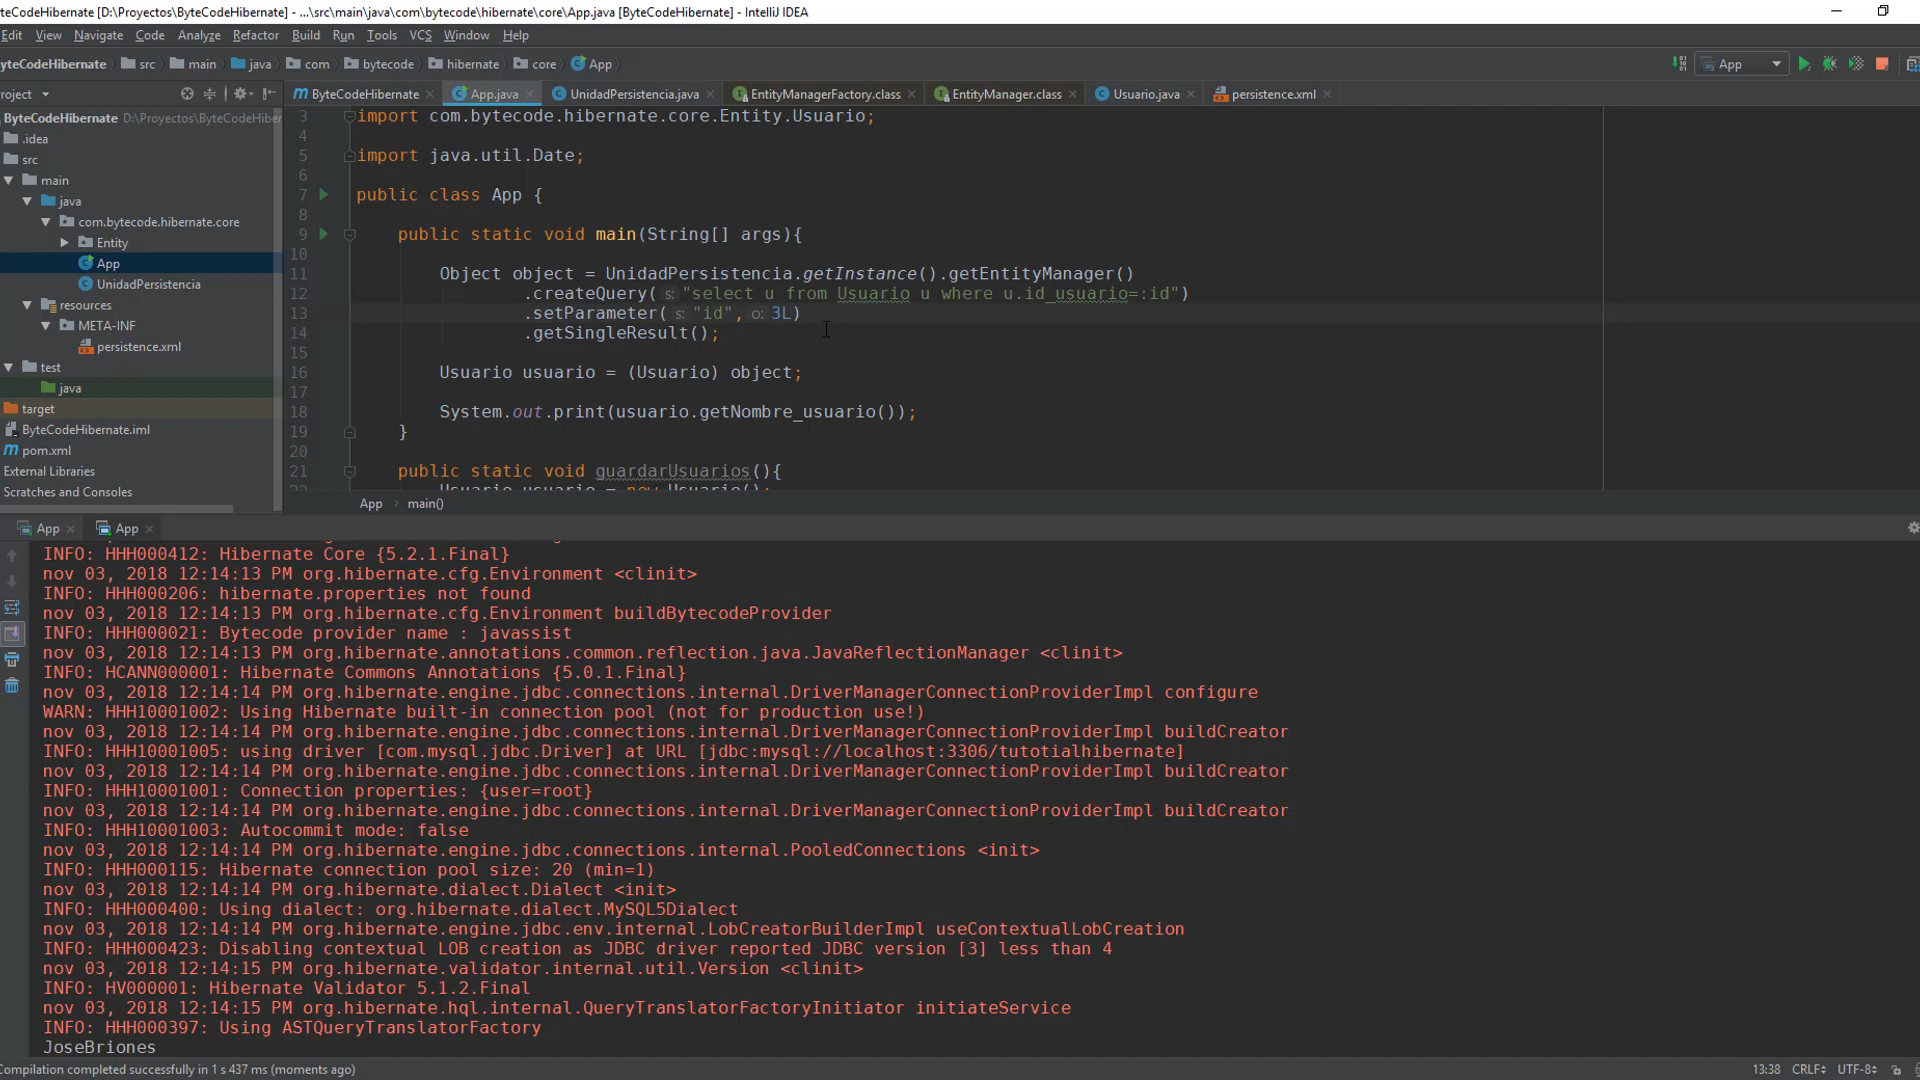 teCodeHibernate [D:\Proyectos\ByteCodeHibernate] - ...\src\main\java\com\bytecode\hibernate\core\App.java [ByteCodeHibernate] - IntelliJ IDEA
Edit View Navigate Code Analyze Refactor Build Run Tools VCS Window Help
yteCodeHibernate src main java com bytecode hibernate core App
App
roject
ByteCodeHibernate App.java UnidadPersistencia.java EntityManagerFactory.class EntityManager.class Usuario.java persistence.xml
ByteCodeHibernate D:\Proyectos\ByteCodeHiber
.idea
src
main
java
com.bytecode.hibernate.core
Entity
App
UnidadPersistencia
resources
META-INF
persistence.xml
test
java
target
ByteCodeHibernate.iml
pom.xml
External Libraries
Scratches and Consoles
3 import com.bytecode.hibernate.core.Entity.Usuario;
4
5 import java.util.Date;
6
7 public class App {
8
9 public static void main(String[] args){
10
11 Object object = UnidadPersistencia.getInstance().getEntityManager()
12 .createQuery( s: "select u from Usuario u where u.id_usuario=:id")
13 .setParameter( s: "id", o: 3L)
14 .getSingleResult();
15
16 Usuario usuario = (Usuario) object;
17
18 System.out.print(usuario.getNombre_usuario());
19 }
20
21 public static void guardarUsuarios(){
22 Usuario usuario = new Usuario();
App main()
App App
INFO: HHH000412: Hibernate Core {5.2.1.Final}
nov 03, 2018 12:14:13 PM org.hibernate.cfg.Environment <clinit>
INFO: HHH000206: hibernate.properties not found
nov 03, 2018 12:14:13 PM org.hibernate.cfg.Environment buildBytecodeProvider
INFO: HHH000021: Bytecode provider name : javassist
nov 03, 2018 12:14:13 PM org.hibernate.annotations.common.reflection.java.JavaReflectionManager <clinit>
INFO: HCANN000001: Hibernate Commons Annotations {5.0.1.Final}
nov 03, 2018 12:14:14 PM org.hibernate.engine.jdbc.connections.internal.DriverManagerConnectionProviderImpl configure
WARN: HHH10001002: Using Hibernate built-in connection pool (not for production use!)
nov 03, 2018 12:14:14 PM org.hibernate.engine.jdbc.connections.internal.DriverManagerConnectionProviderImpl buildCreator
INFO: HHH10001005: using driver [com.mysql.jdbc.Driver] at URL [jdbc:mysql://localhost:3306/tutotialhibernate]
nov 03, 2018 12:14:14 PM org.hibernate.engine.jdbc.connections.internal.DriverManagerConnectionProviderImpl buildCreator
INFO: HHH10001001: Connection properties: {user=root}
nov 03, 2018 12:14:14 PM org.hibernate.engine.jdbc.connections.internal.DriverManagerConnectionProviderImpl buildCreator
INFO: HHH10001003: Autocommit mode: false
nov 03, 2018 12:14:14 PM org.hibernate.engine.jdbc.connections.internal.PooledConnections <init>
INFO: HHH000115: Hibernate connection pool size: 20 (min=1)
nov 03, 2018 12:14:14 PM org.hibernate.dialect.Dialect <init>
INFO: HHH000400: Using dialect: org.hibernate.dialect.MySQL5Dialect
nov 03, 2018 12:14:14 PM org.hibernate.engine.jdbc.env.internal.LobCreatorBuilderImpl useContextualLobCreation
INFO: HHH000423: Disabling contextual LOB creation as JDBC driver reported JDBC version [3] less than 4
nov 03, 2018 12:14:15 PM org.hibernate.validator.internal.util.Version <clinit>
INFO: HV000001: Hibernate Validator 5.1.2.Final
nov 03, 2018 12:14:15 PM org.hibernate.hql.internal.QueryTranslatorFactoryInitiator initiateService
INFO: HHH000397: Using ASTQueryTranslatorFactory
JoseBriones
Compilation completed successfully in 1 s 437 ms (moments ago) 13:38 CRLF UTF-8